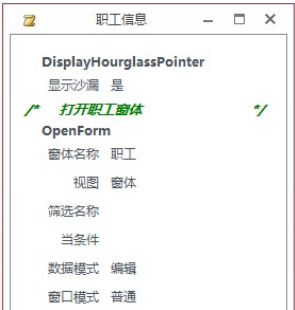 职工信息
DisplayHourglassPointer
显示沙漏 是
/* 打开职工窗体 */
OpenForm
窗体名称 职工
视图 窗体
筛选名称
当条件
数据模式 编辑
窗口模式 普通